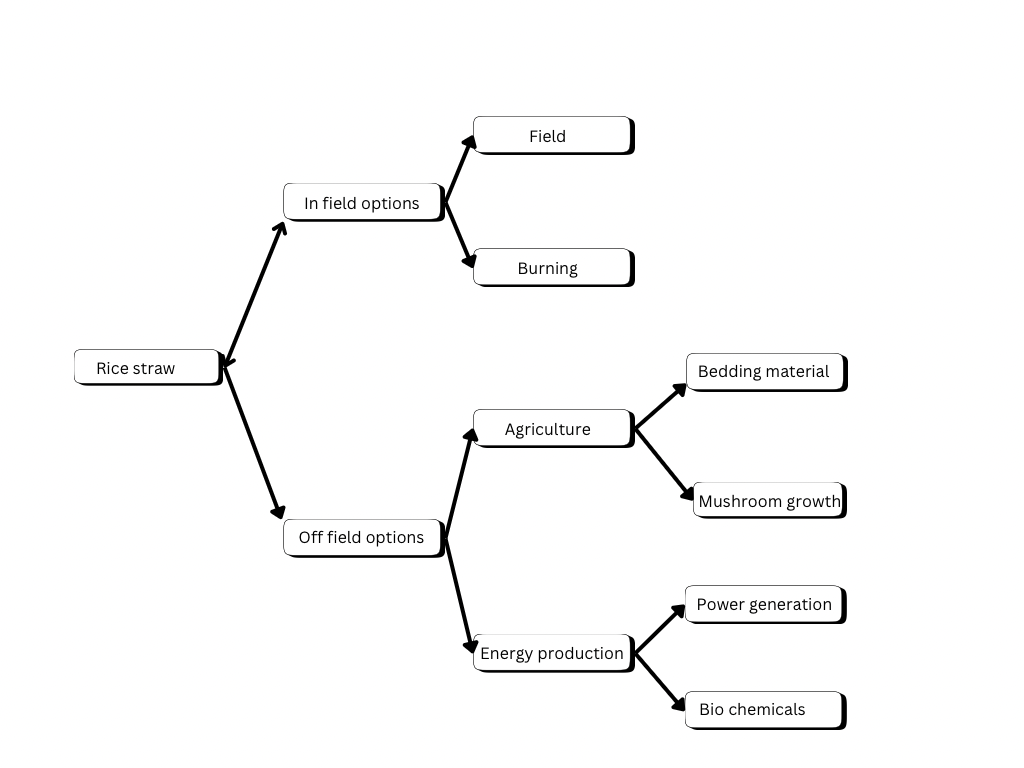 Field
In field options
Burning
Rice straw
Bedding material
Agriculture
Mushroom growth
Off field options
Power generation
Energy production
Bio chemicals